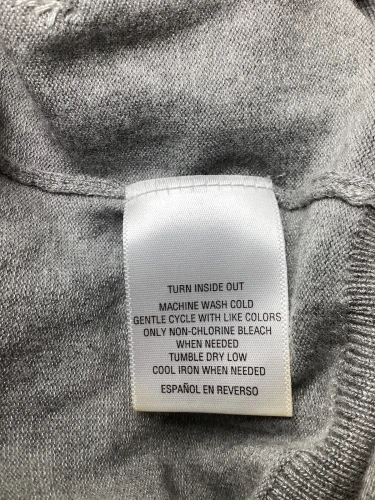 TURN INSIDE OUT
MACHINE WASH COLD
GENTLE CYCLE WITH LIKE COLORS
ONLY NON-CHLORINE BLEACH
WHEN NEEDED
TUMBLE DRY LOW
COOL IRON WHEN NEEDED
ESPAÑOL EN REVERSO